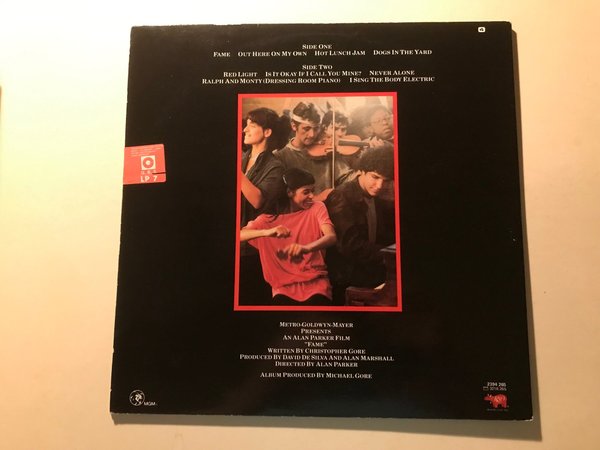 SIDE ONE
FAME OUT HERE ON MY OWN HOT LUNCH JAM DOGS IN THE YARD
SIDE TWO
RED LIGHT IS IT OKAY IF I CALL YOU MINE? NEVER ALONE
RALPH AND MONTY (DRESSING ROOM PIANO) I SING THE BODY ELECTRIC
LP 7
METRO-GOLDWYN-MAYER
PRESENTS
AN ALAN PARKER FILM
"FAME"
WRITTEN BY CHRISTOPHER GORE
PRODUCED BY DAVID DE SILVA AND ALAN MARSHALL
DIRECTED BY ALAN PARKER
ALBUM PRODUCED BY MICHAEL GORE
MGM
2394 265
3216 265